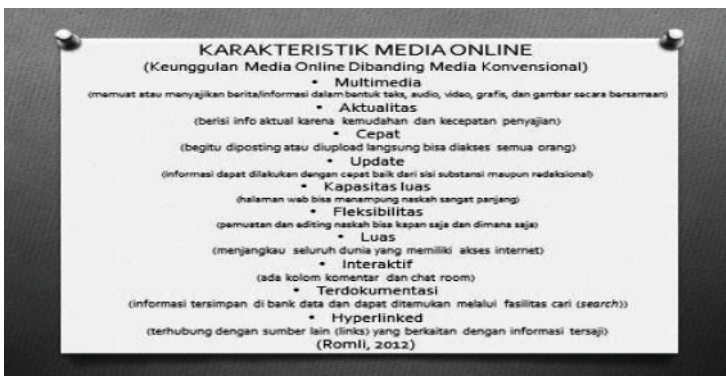 KARAKTERISTIK MEDIA ONLINE
(Keunggulan Media Online Dibanding Media Konvensional)
• Multimedia
(memuat atau menyajikan berita/informasi dalam bentuk teks, audio, video, grafis, dan gambar secara bersamaan)
• Aktualitas
(berisi info aktual karena kemudahan dan kecepatan penyajian)
• Cepat
(begitu diposting atau diupload langsung bisa diakses semua orang)
• Update
(informasi dapat dilakukan dengan cepat baik dari sisi substansi maupun redaksional)
• Kapasitas luas
(halaman web bisa menampung naskah sangat panjang)
• Fleksibilitas
(pemuatan dan editing naskah bisa kapan saja dan dimana saja)
• Luas
(menjangkau seluruh dunia yang memiliki akses internet)
• Interaktif
(ada kolom komentar dan chat room)
• Terdokumentasi
(informasi tersimpan di bank data dan dapat ditemukan melalui fasilitas cari (search))
• Hyperlinked
(terhubung dengan sumber lain (links) yang berkaitan dengan informasi tersaji)
(Romli, 2012)